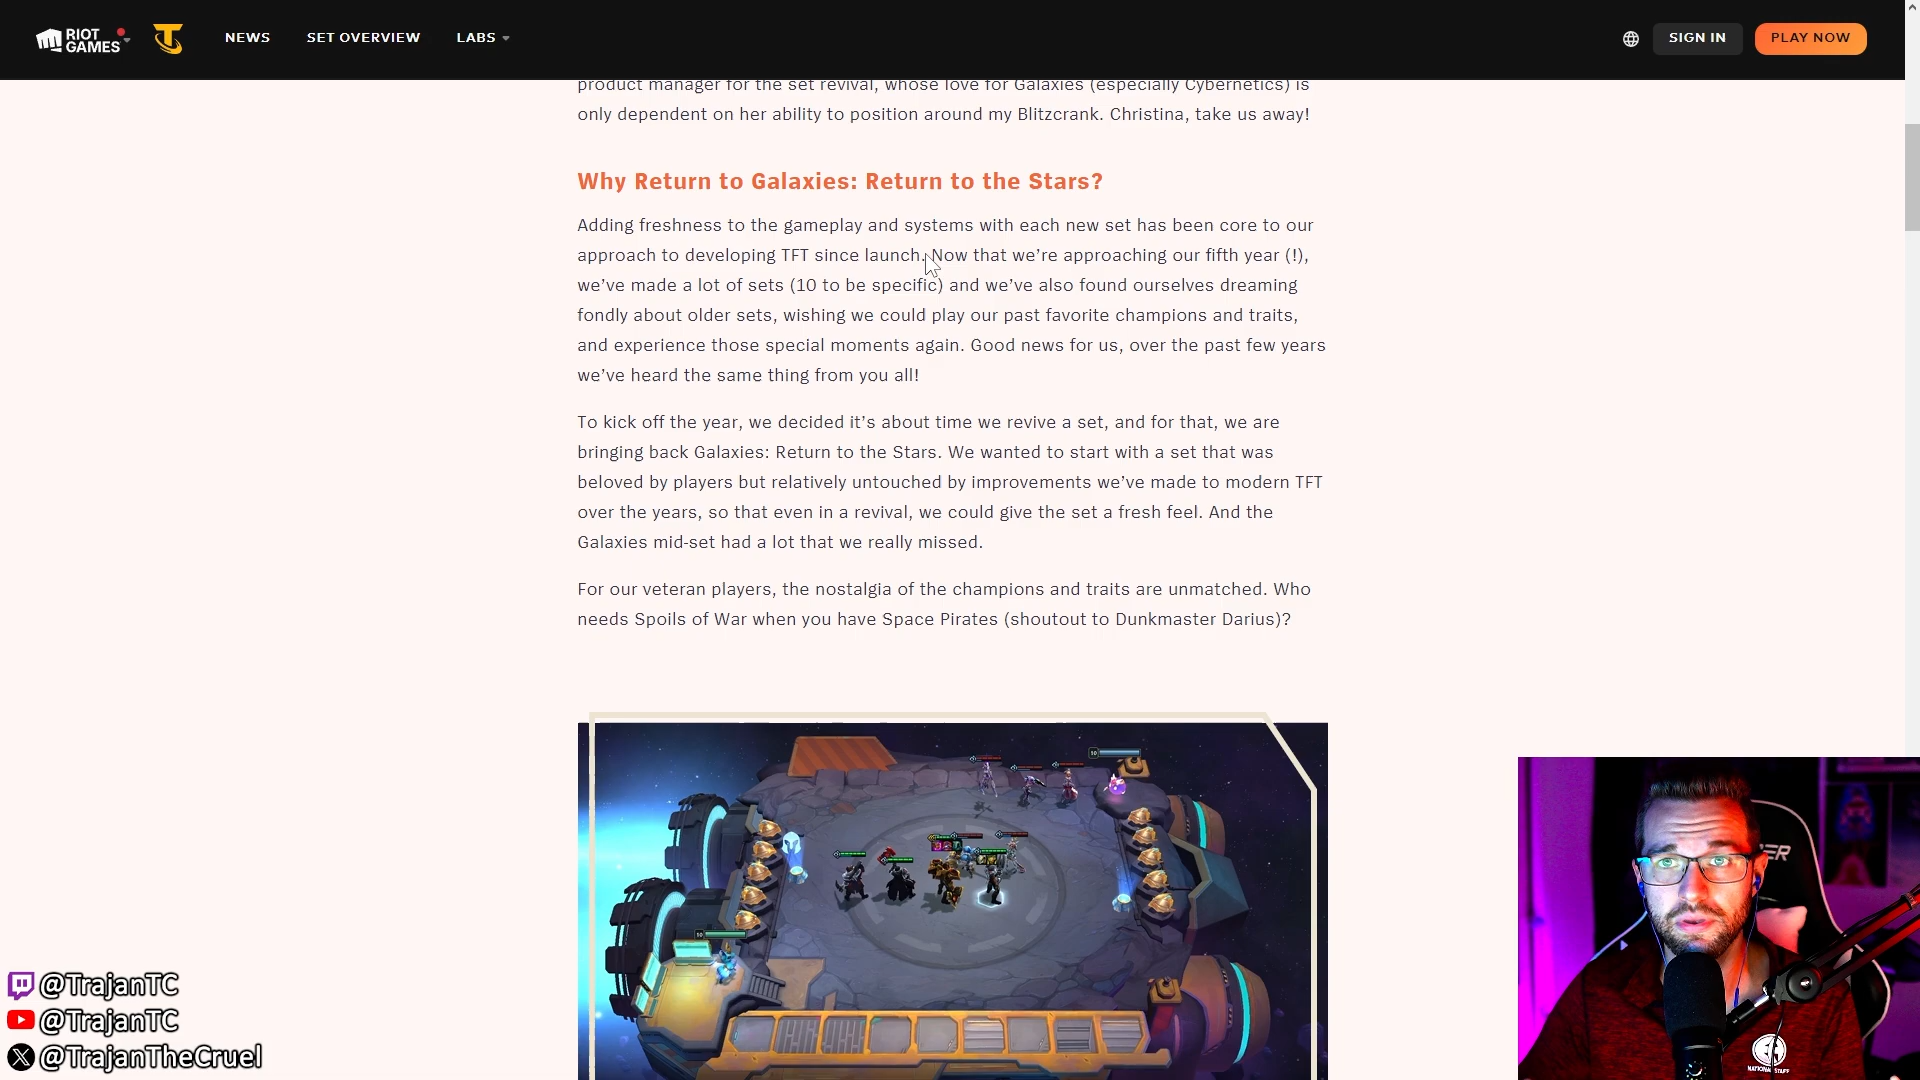 RIOT GAMES NEWS SET OVERVIEW LABS SIGN IN PLAY NOW
product manager for the set revival, whose love for Galaxies (especially Cybernetics) is
only dependent on her ability to position around my Blitzcrank. Christina, take us away!
Why Return to Galaxies: Return to the Stars?
Adding freshness to the gameplay and systems with each new set has been core to our
approach to developing TFT since launch. Now that we’re approaching our fifth year (!),
we’ve made a lot of sets (10 to be specific) and we’ve also found ourselves dreaming
fondly about older sets, wishing we could play our past favorite champions and traits,
and experience those special moments again. Good news for us, over the past few years
we’ve heard the same thing from you all!
To kick off the year, we decided it’s about time we revive a set, and for that, we are
bringing back Galaxies: Return to the Stars. We wanted to start with a set that was
beloved by players but relatively untouched by improvements we’ve made to modern TFT
over the years, so that even in a revival, we could give the set a fresh feel. And the
Galaxies mid-set had a lot that we really missed.
For our veteran players, the nostalgia of the champions and traits are unmatched. Who
needs Spoils of War when you have Space Pirates (shoutout to Dunkmaster Darius)?
@TrajanTC
@TrajanTC
@TrajanTheCruel